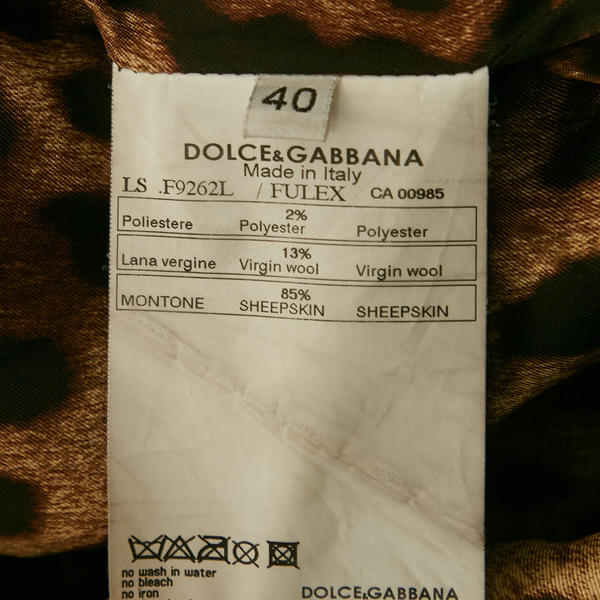 40
DOLCE&GABBANA
Made in Italy
LS .F9262L / FULEX CA 00985
2%
Poliestere Polyester Polyester
13%
Lana vergine Virgin wool Virgin wool
85%
MONTONE SHEEPSKIN SHEEPSKIN
no wash in water
no bleach
no iron
DOLCE&GABBANA